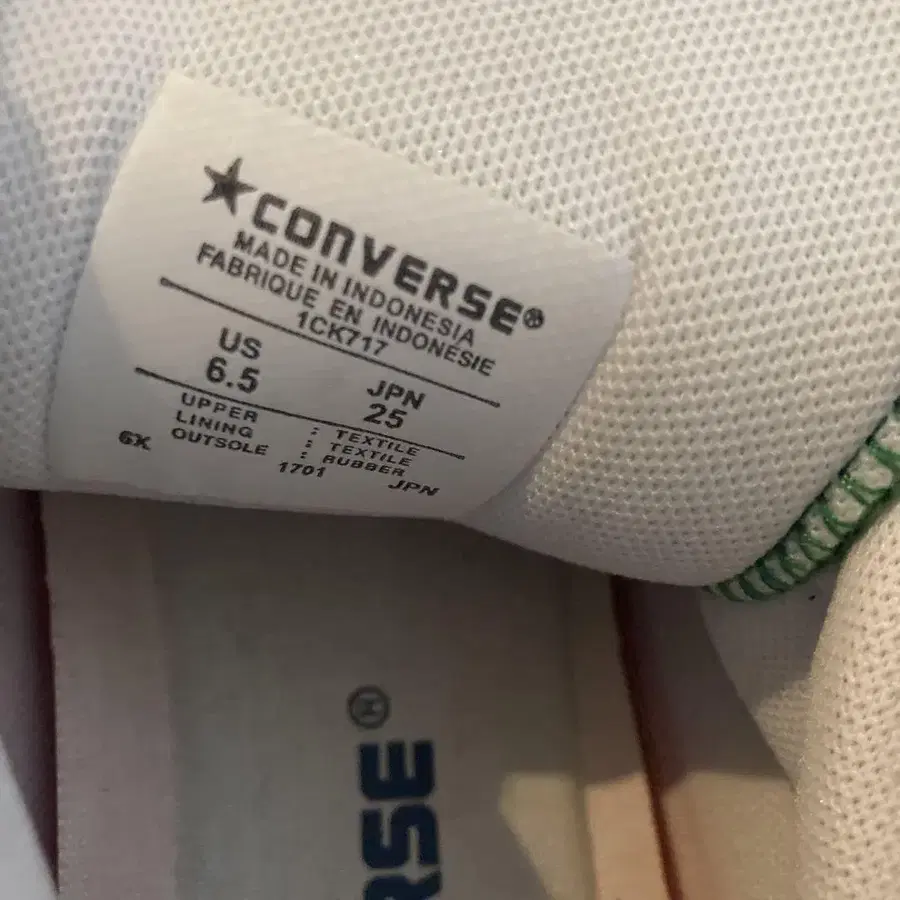 CONVERSE®
MADE IN INDONESIA
FABRIQUE EN INDONESIE
1CK717
US JPN
6.5 25
UPPER : TEXTILE
LINING : TEXTILE
OUTSOLE : RUBBER
6X 1701 JPN
RSE®